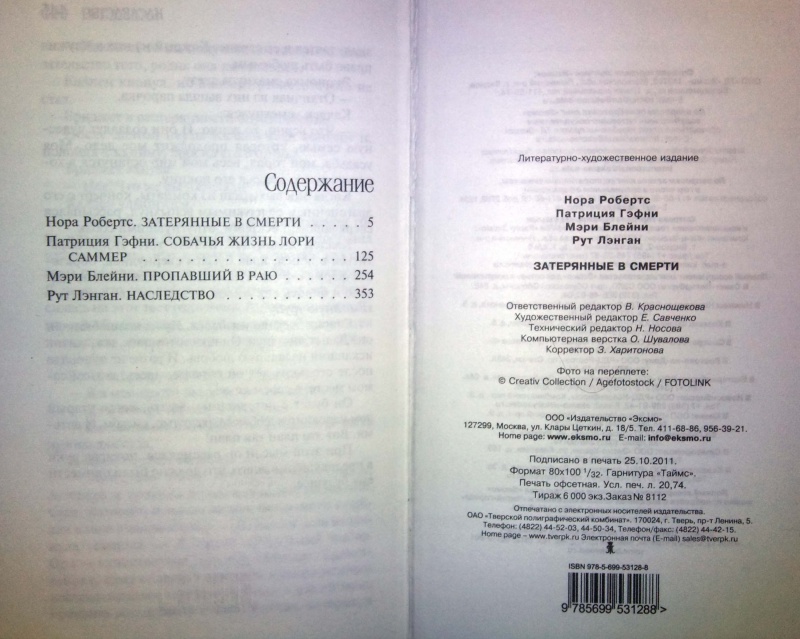 Содержание
Нора Робертс. ЗАТЕРЯННЫЕ В СМЕРТИ . . . . . 5
Патриция Гэфни. СОБАЧЬЯ ЖИЗНЬ ЛОРИ
САММЕР . . . . . . . . . . . . . . . . 125
Мэри Блейни. ПРОПАВШИЙ В РАЮ . . . . . . 254
Рут Лэнган. НАСЛЕДСТВО . . . . . . . . . . . 353
Литературно-художественное издание
Нора Робертс
Патриция Гэфни
Мэри Блейни
Рут Лэнган
ЗАТЕРЯННЫЕ В СМЕРТИ
Ответственный редактор В. Краснощекова
Художественный редактор Е. Савченко
Технический редактор Н. Носова
Компьютерная верстка О. Шувалова
Корректор З. Харитонова
Фото на переплете:
© Creativ Collection / Agefotostock / FOTOLINK
ООО «Издательство «Эксмо»
127299, Москва, ул. Клары Цеткин, д. 18/5. Тел. 411-68-86, 956-39-21.
Home page: www.eksmo.ru E-mail: info@eksmo.ru
Подписано в печать 25.10.2011.
Формат 80x100 1/32. Гарнитура «Таймс».
Печать офсетная. Усл. печ. л. 20,74.
Тираж 6 000 экз. Заказ № 8112
Отпечатано с электронных носителей издательства.
ОАО «Тверской полиграфический комбинат». 170024, г. Тверь, пр-т Ленина, 5.
Телефон: (4822) 44-52-03, 44-50-34, Телефон/факс: (4822) 44-42-15.
Home page – www.tverpk.ru Электронная почта (E-mail) sales@tverpk.ru
ISBN 978-5-699-53128-8
9 785699 531288 >